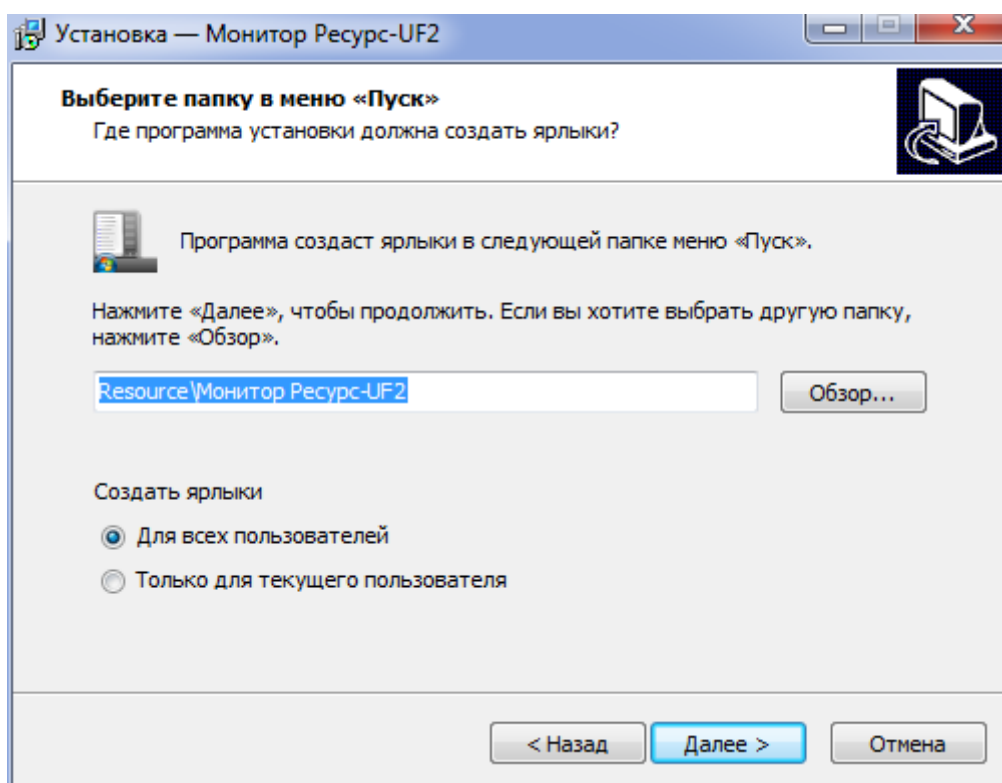 Установка — Монитор Ресурс-UF2
Выберите папку в меню «Пуск»
Где программа установки должна создать ярлыки?
Программа создаст ярлыки в следующей папке меню «Пуск».
Нажмите «Далее», чтобы продолжить. Если вы хотите выбрать другую папку,
нажмите «Обзор».
Resource\Монитор Ресурс-UF2
Обзор...
Создать ярлыки
Для всех пользователей
Только для текущего пользователя
< Назад
Далее >
Отмена